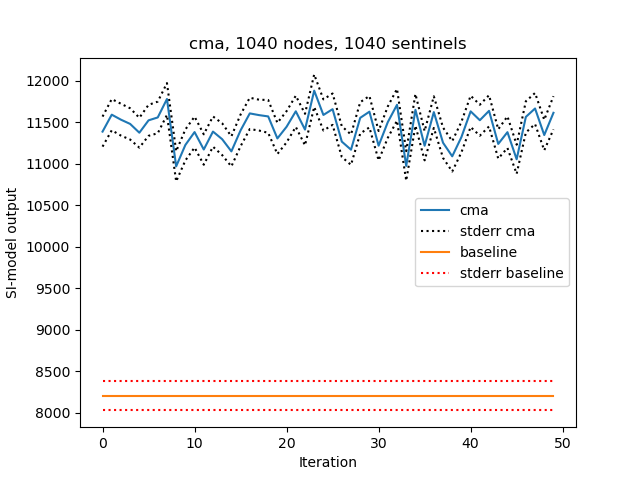 cma, 1040 nodes, 1040 sentinels
SI-model output
12000
11500
11000
10500
10000
9500
9000
8500
8000
cma
stderr cma
baseline
stderr baseline
0
10
20
30
40
50
Iteration